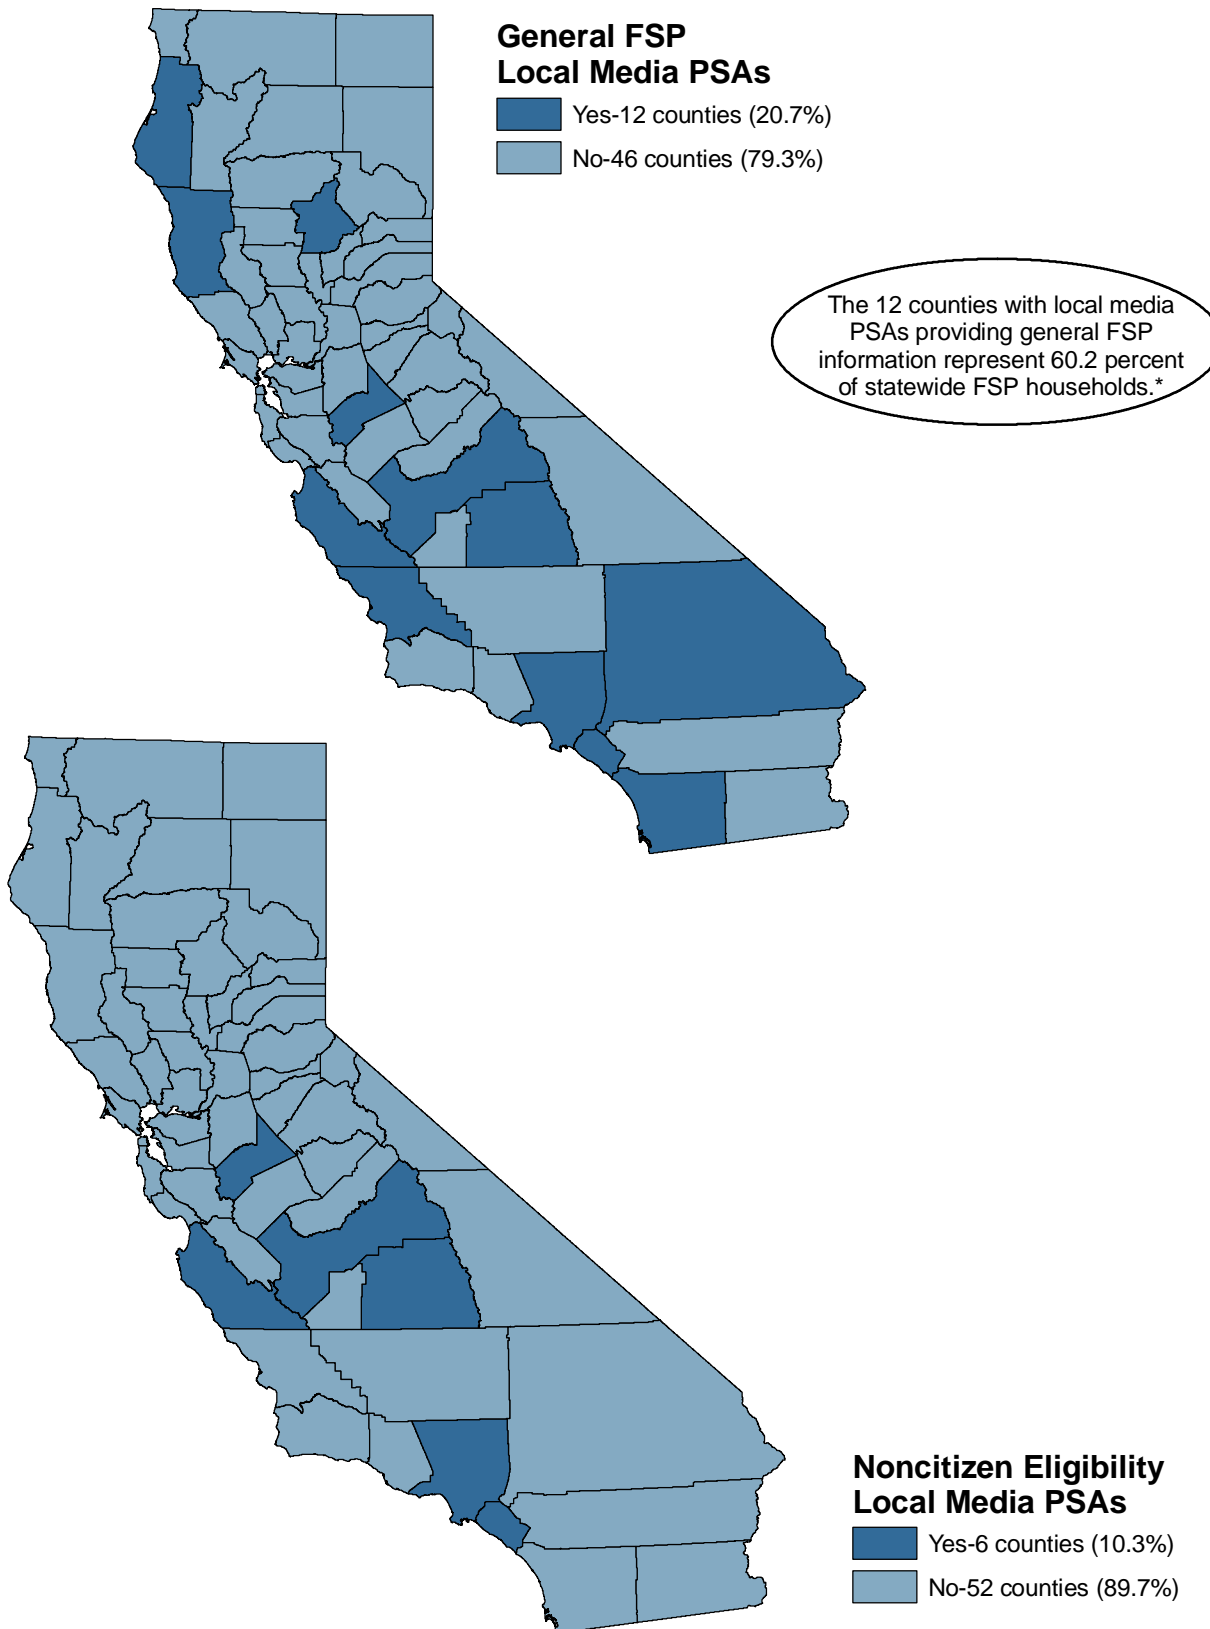 General FSP
Local Media PSAs
Yes-12 counties (20.7%)
No-46 counties (79.3%)
The 12 counties with local media
PSAs providing general FSP
information represent 60.2 percent
of statewide FSP households.*
Noncitizen Eligibility
Local Media PSAs
Yes-6 counties (10.3%)
No-52 counties (89.7%)